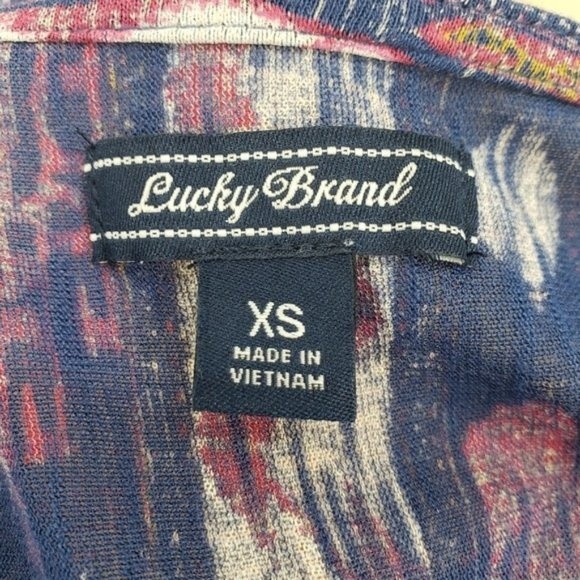 Lucky Brand
XS
MADE IN
VIETNAM